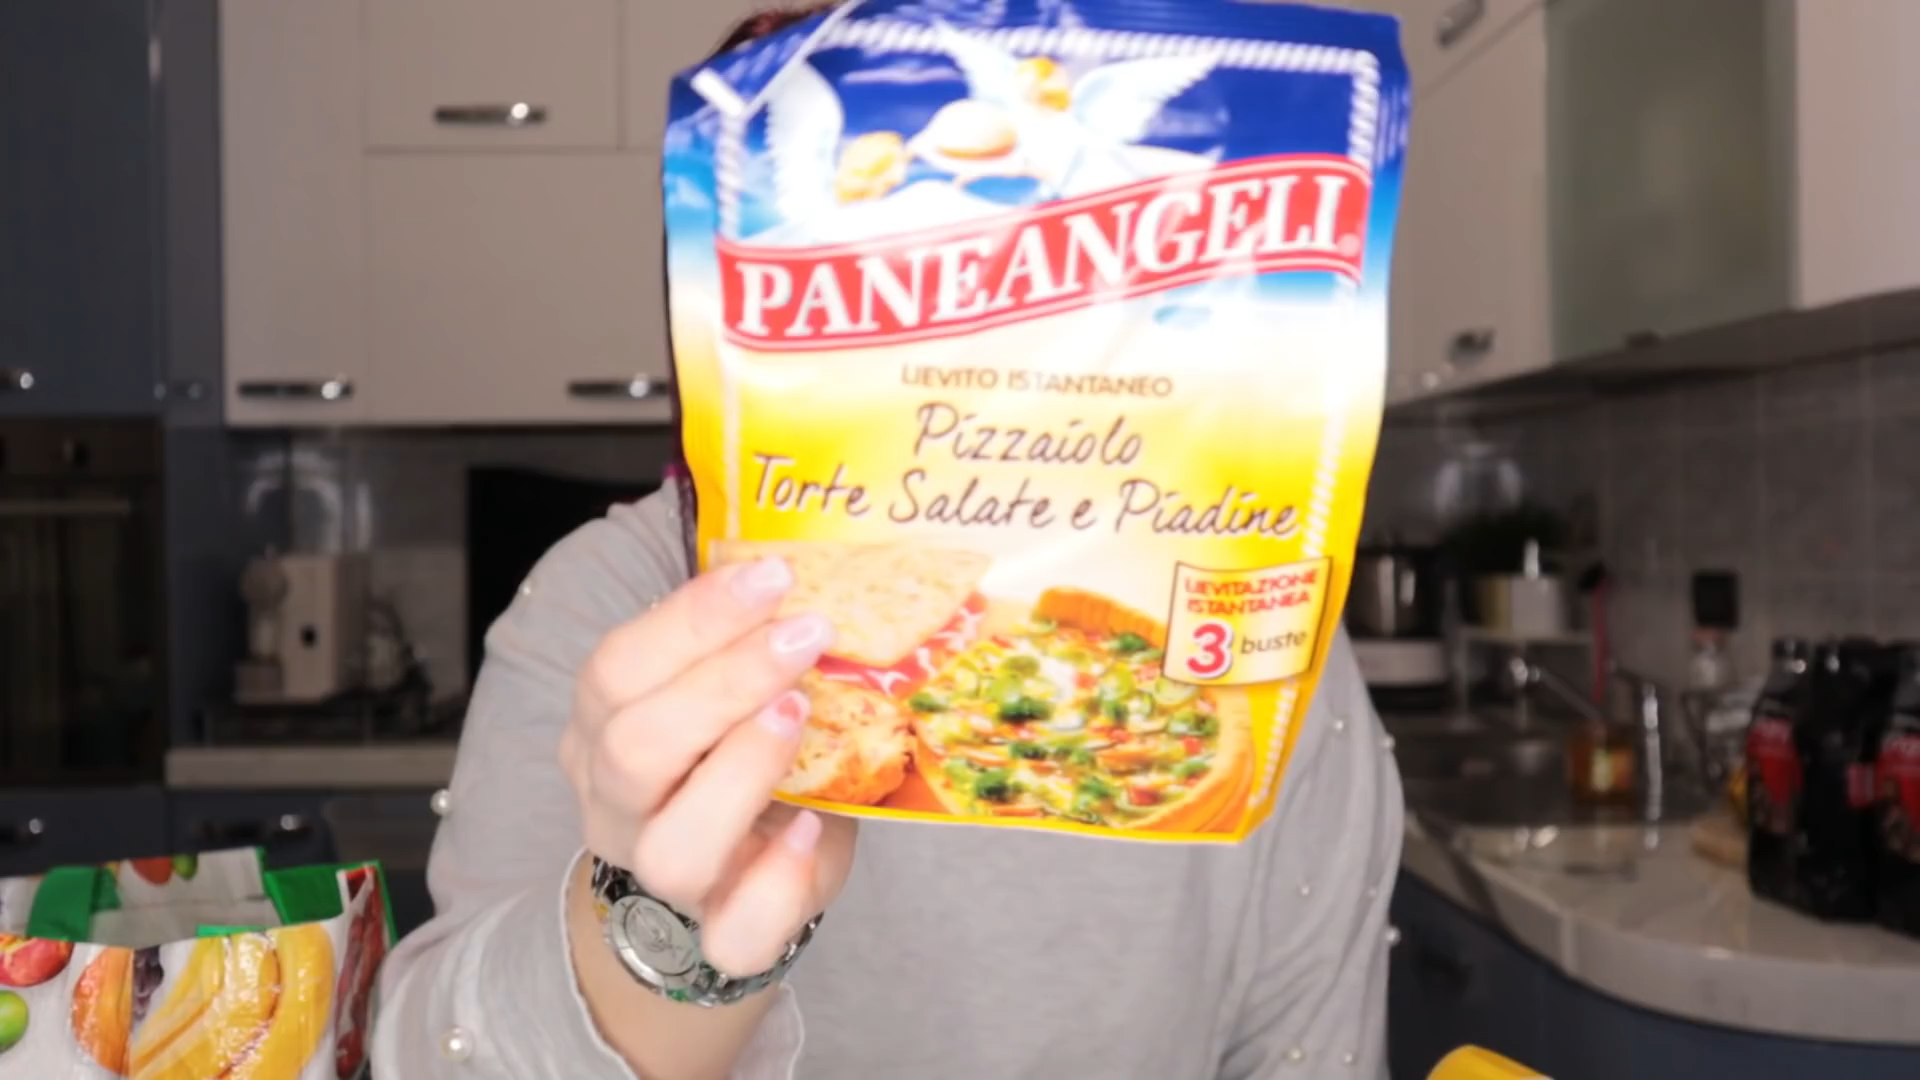 PANEANGELI
LIEVITO ISTANTANEO
Pizzaiolo
Torte Salate e Piadine
LIEVITAZIONE
ISTANTANEA
3 buste